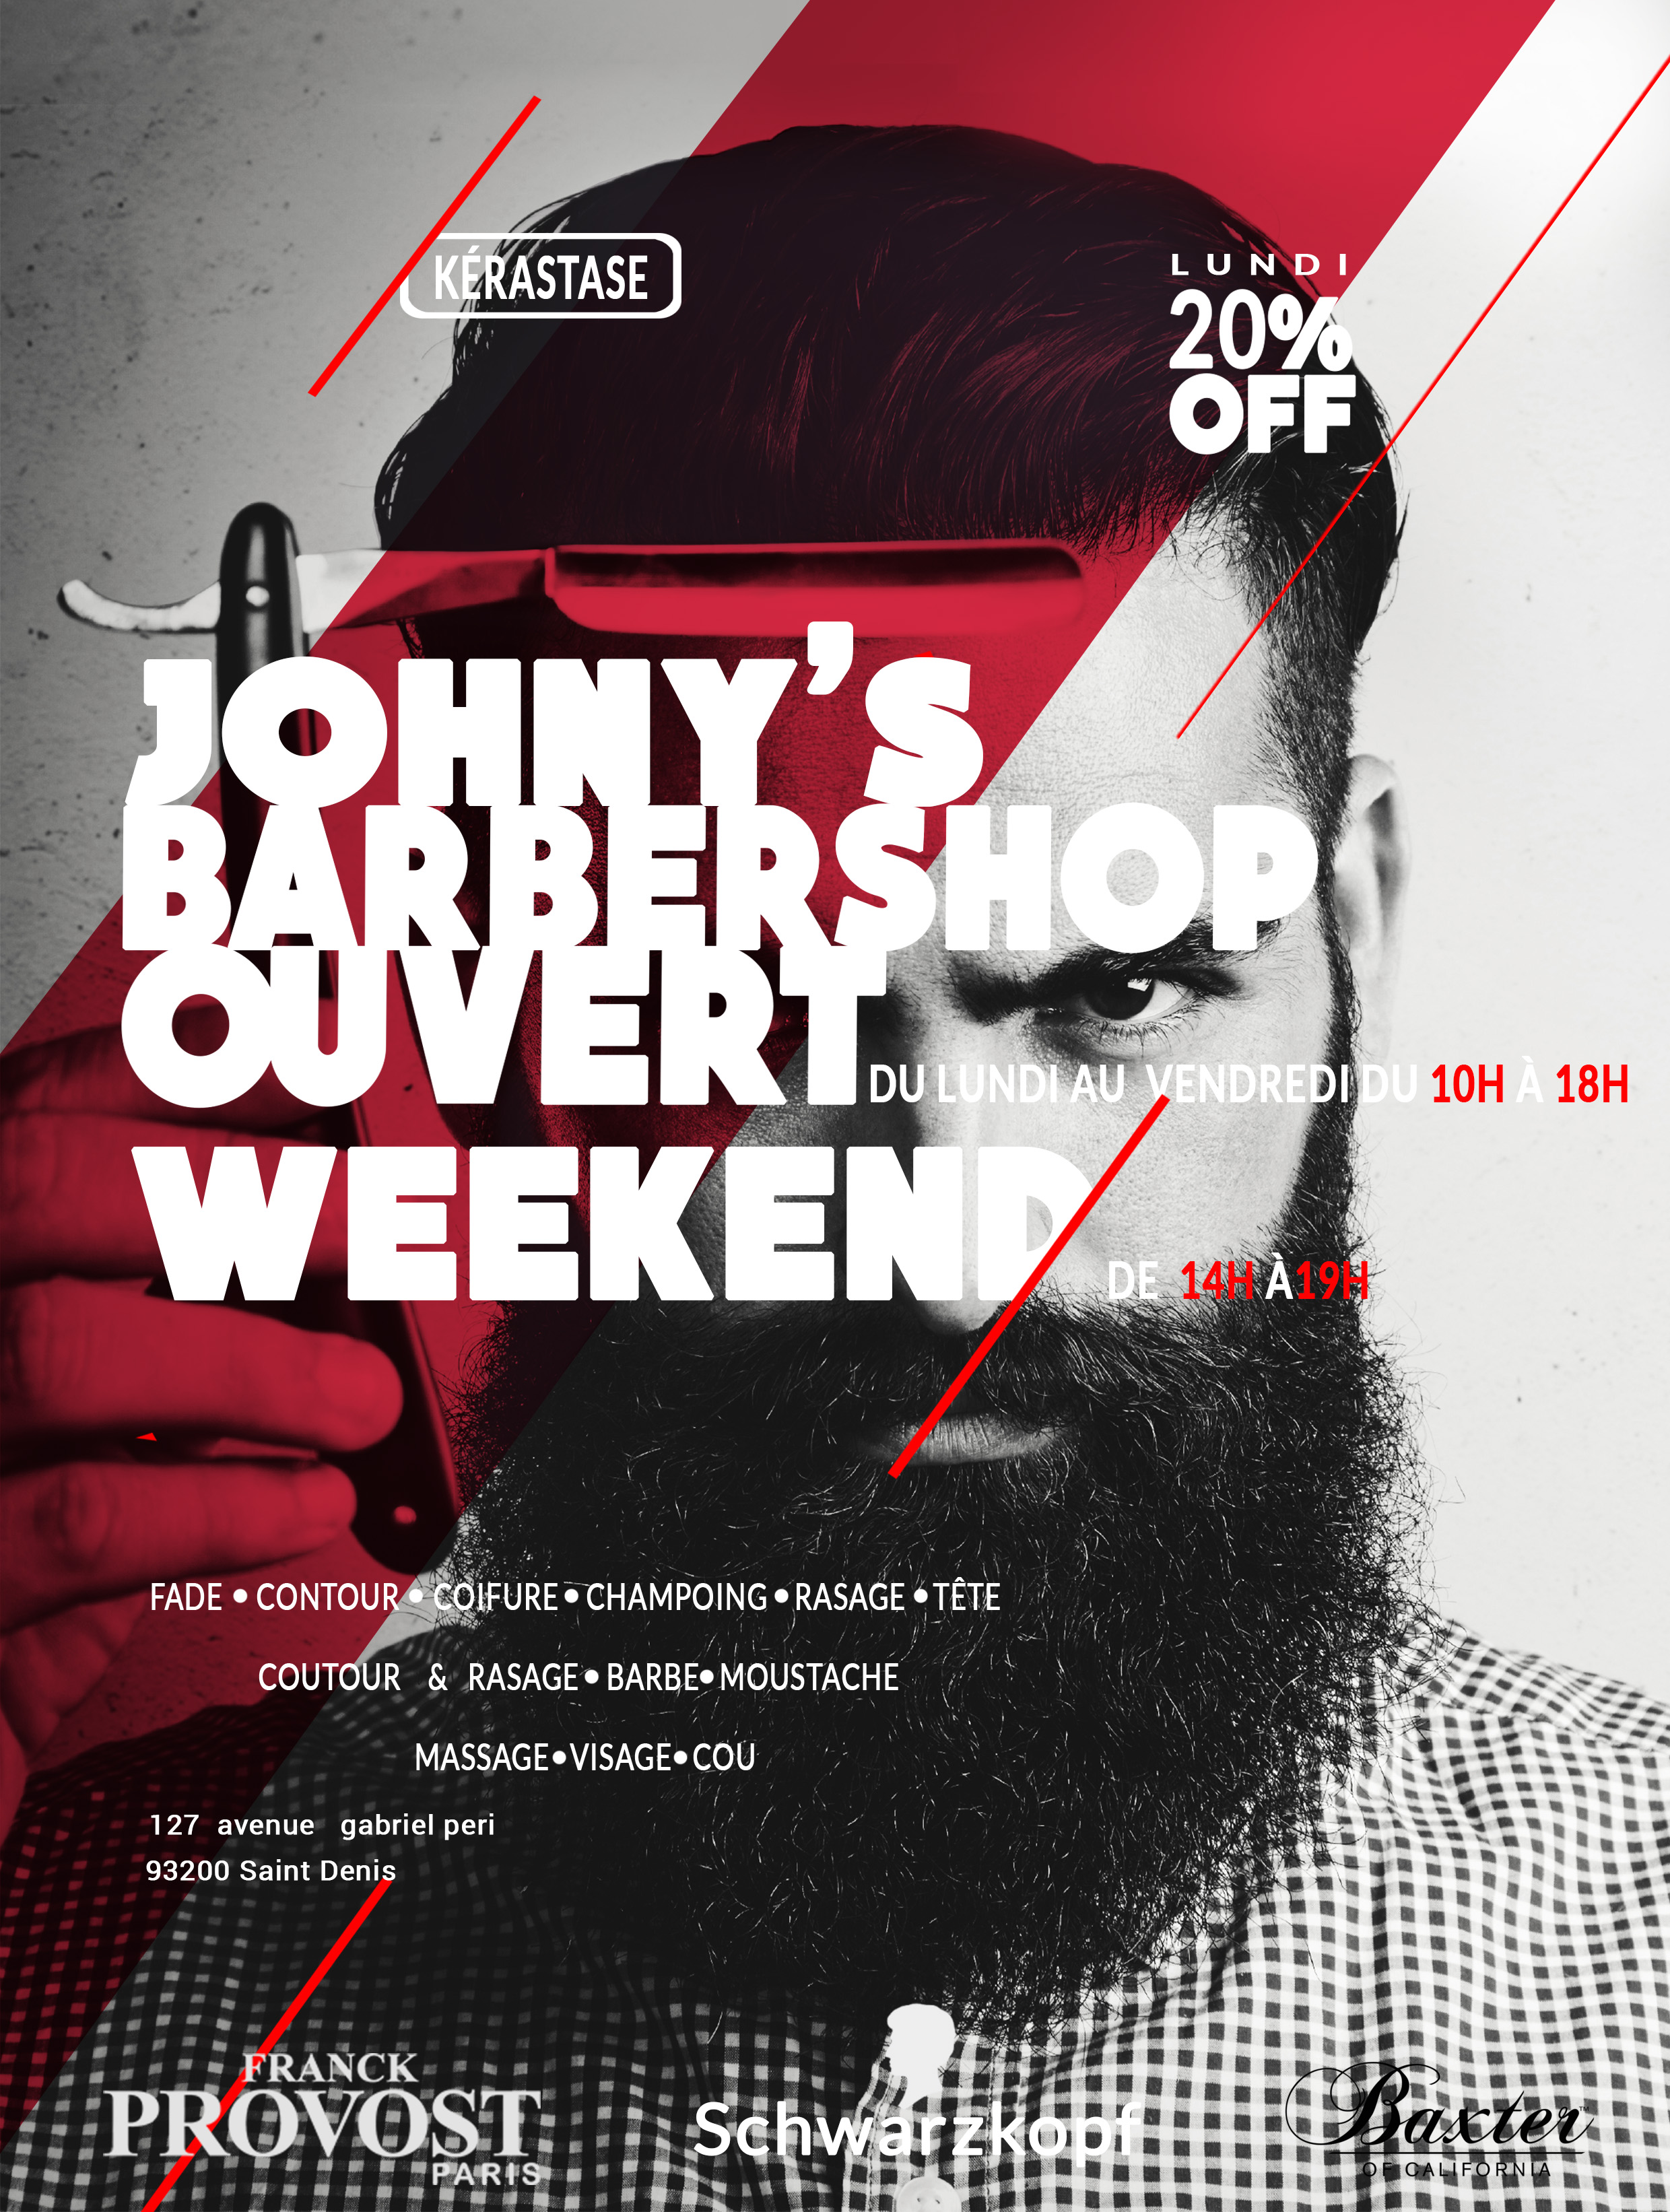 KÉRASTASE
LUNDI
20%
OFF
JOHNY'S
BARBERSHOP
OUVERT DU LUNDI AU VENDREDI DU 10H À 18H
WEEKEND DE 14H À 19H
FADE • CONTOUR • COIFURE • CHAMPOING • RASAGE • TÊTE
COUTOUR & RASAGE • BARBE • MOUSTACHE
MASSAGE • VISAGE • COU
127 avenue gabriel peri
93200 Saint Denis
FRANCK
PROVOST
PARIS
Schwarzkopf
Baxter™
OF CALIFORNIA